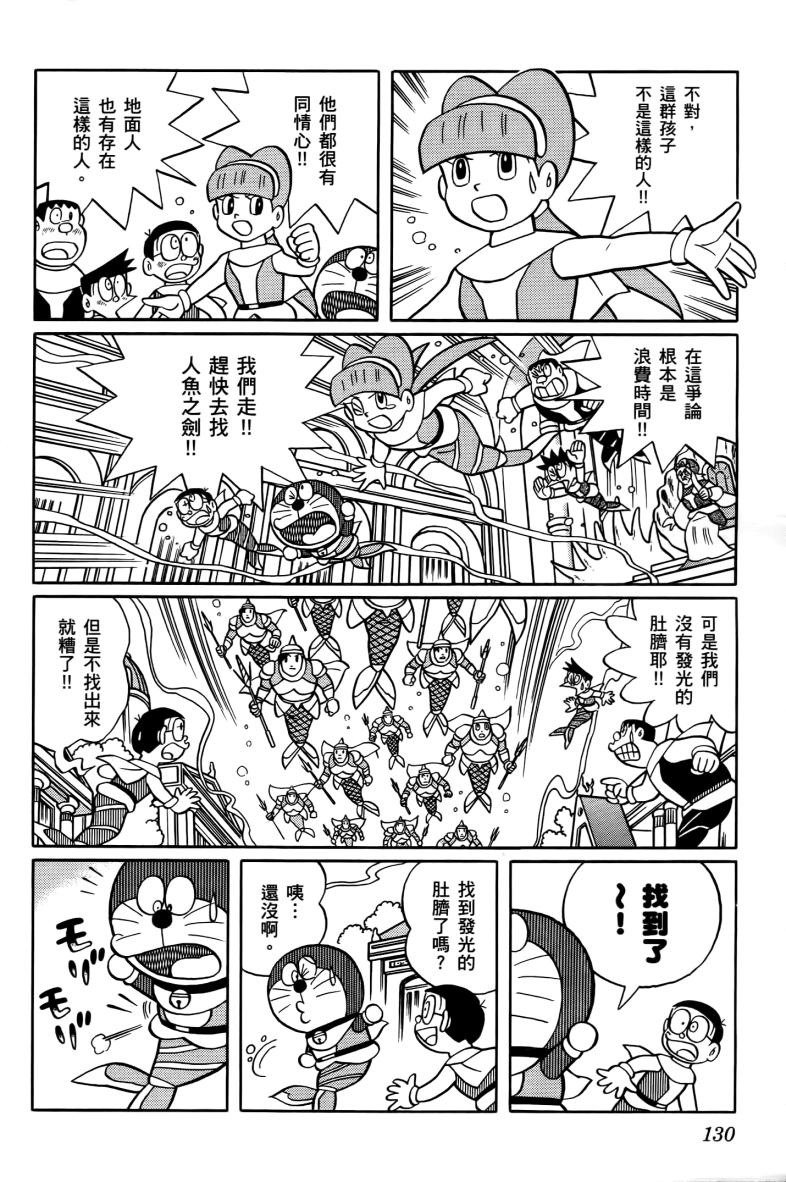 不對，
這群孩子
不是這樣的人!!
他們都很有
同情心!!
地面人
也有存在
這樣的人。
在這爭論
根本是
浪費時間!!
我們走!!
趕快去找
人魚之劍!!
可是我們
沒有發光的
肚臍耶!!
但是不找出來
就糟了!!
找到了
~!
找到發光的
肚臍了嗎?
咦…
還沒啊。
モゾ…
モゾ…
130